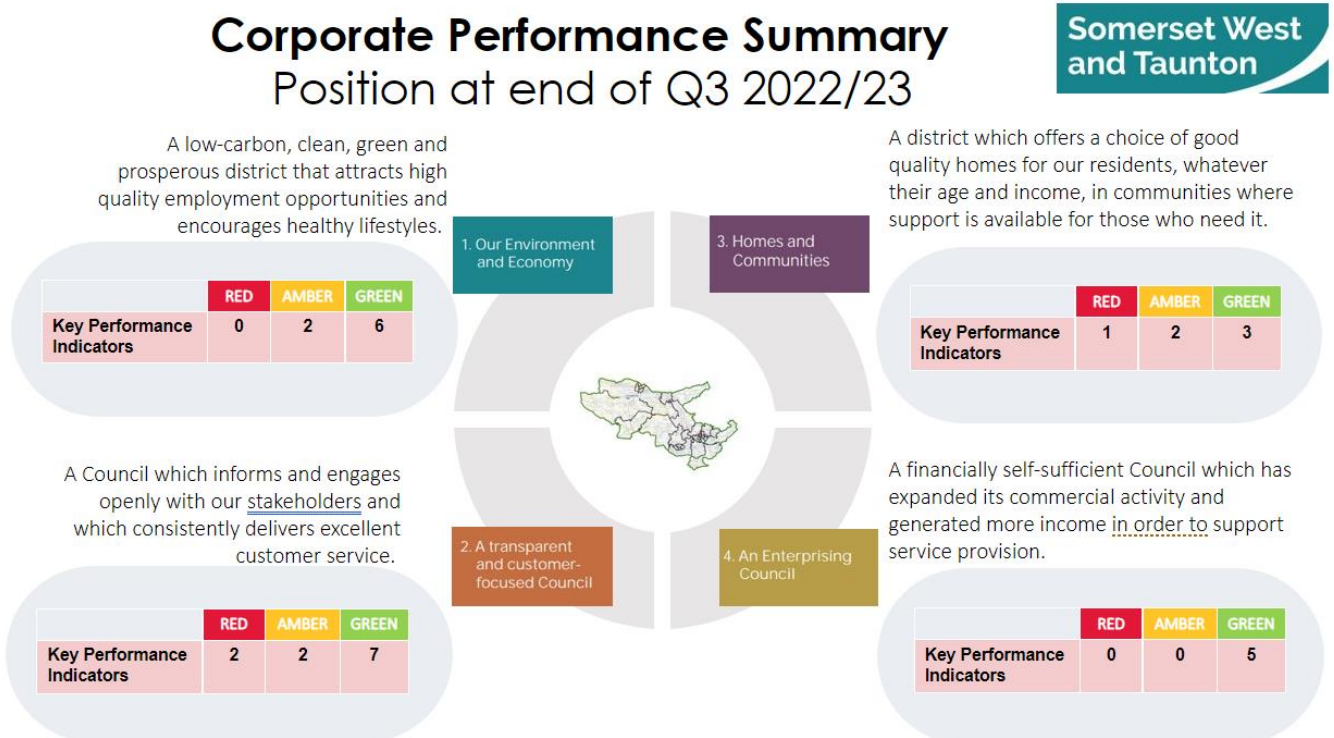 Corporate Performance Summary
Position at end of Q3 2022/23
Somerset West
and Taunton
A low-carbon, clean, green and
prosperous district that attracts high
quality employment opportunities and
encourages healthy lifestyles.
1. Our Environment
and Economy
RED AMBER GREEN
Key Performance 0 2 6
Indicators
A district which offers a choice of good
quality homes for our residents, whatever
their age and income, in communities where
support is available for those who need it.
3. Homes and
Communities
RED AMBER GREEN
Key Performance 1 2 3
Indicators
A Council which informs and engages
openly with our stakeholders and
which consistently delivers excellent
customer service.
2. A transparent
and customer-
focused Council
RED AMBER GREEN
Key Performance 2 2 7
Indicators
A financially self-sufficient Council which has
expanded its commercial activity and
generated more income in order to support
service provision.
4. An Enterprising
Council
RED AMBER GREEN
Key Performance 0 0 5
Indicators